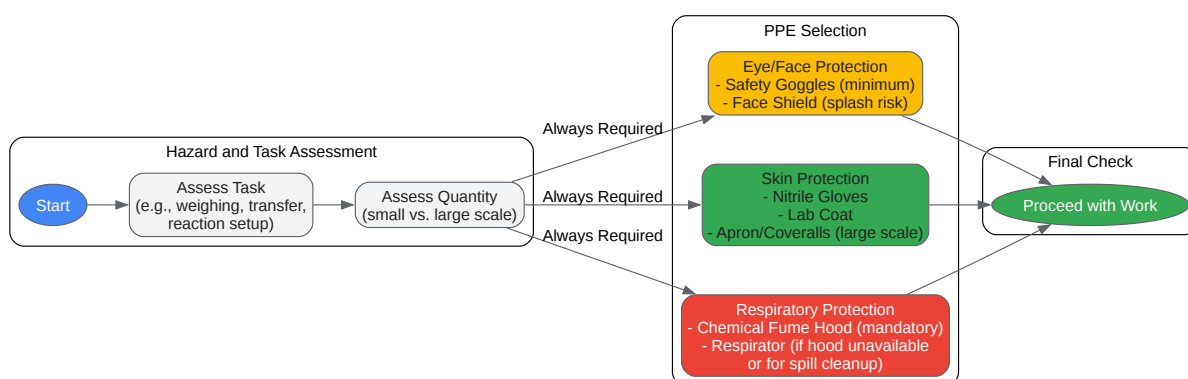 Hazard and Task Assessment
Start
Assess Task
(e.g., weighing, transfer,
reaction setup)
Assess Quantity
(small vs. large scale)
Always Required
Always Required
Always Required
PPE Selection
Eye/Face Protection
- Safety Goggles (minimum)
- Face Shield (splash risk)
Skin Protection
- Nitrile Gloves
- Lab Coat
- Apron/Coveralls (large scale)
Respiratory Protection
- Chemical Fume Hood (mandatory)
- Respirator (if hood unavailable
or for spill cleanup)
Final Check
Proceed with Work